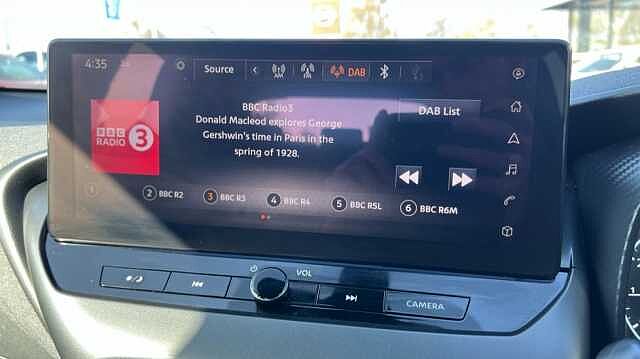 4:35
Source
AM
DAB
BBC
RADIO 3
BBC Radio3
Donald Macleod explores George
Gershwin's time in Paris in the
spring of 1928.
DAB List
1
2 BBC R2
3 BBC R3
4 BBC R4
5 BBC R5L
6 BBC R6M
VOL
CAMERA